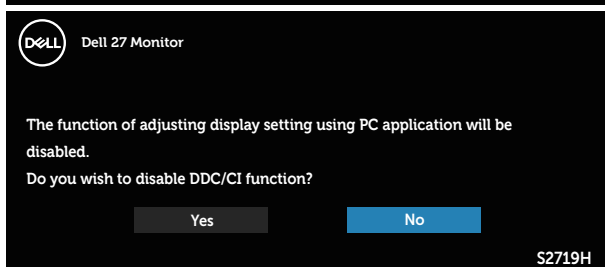 DELL
Dell 27 Monitor
The function of adjusting display setting using PC application will be
disabled.
Do you wish to disable DDC/CI function?
Yes No
S2719H